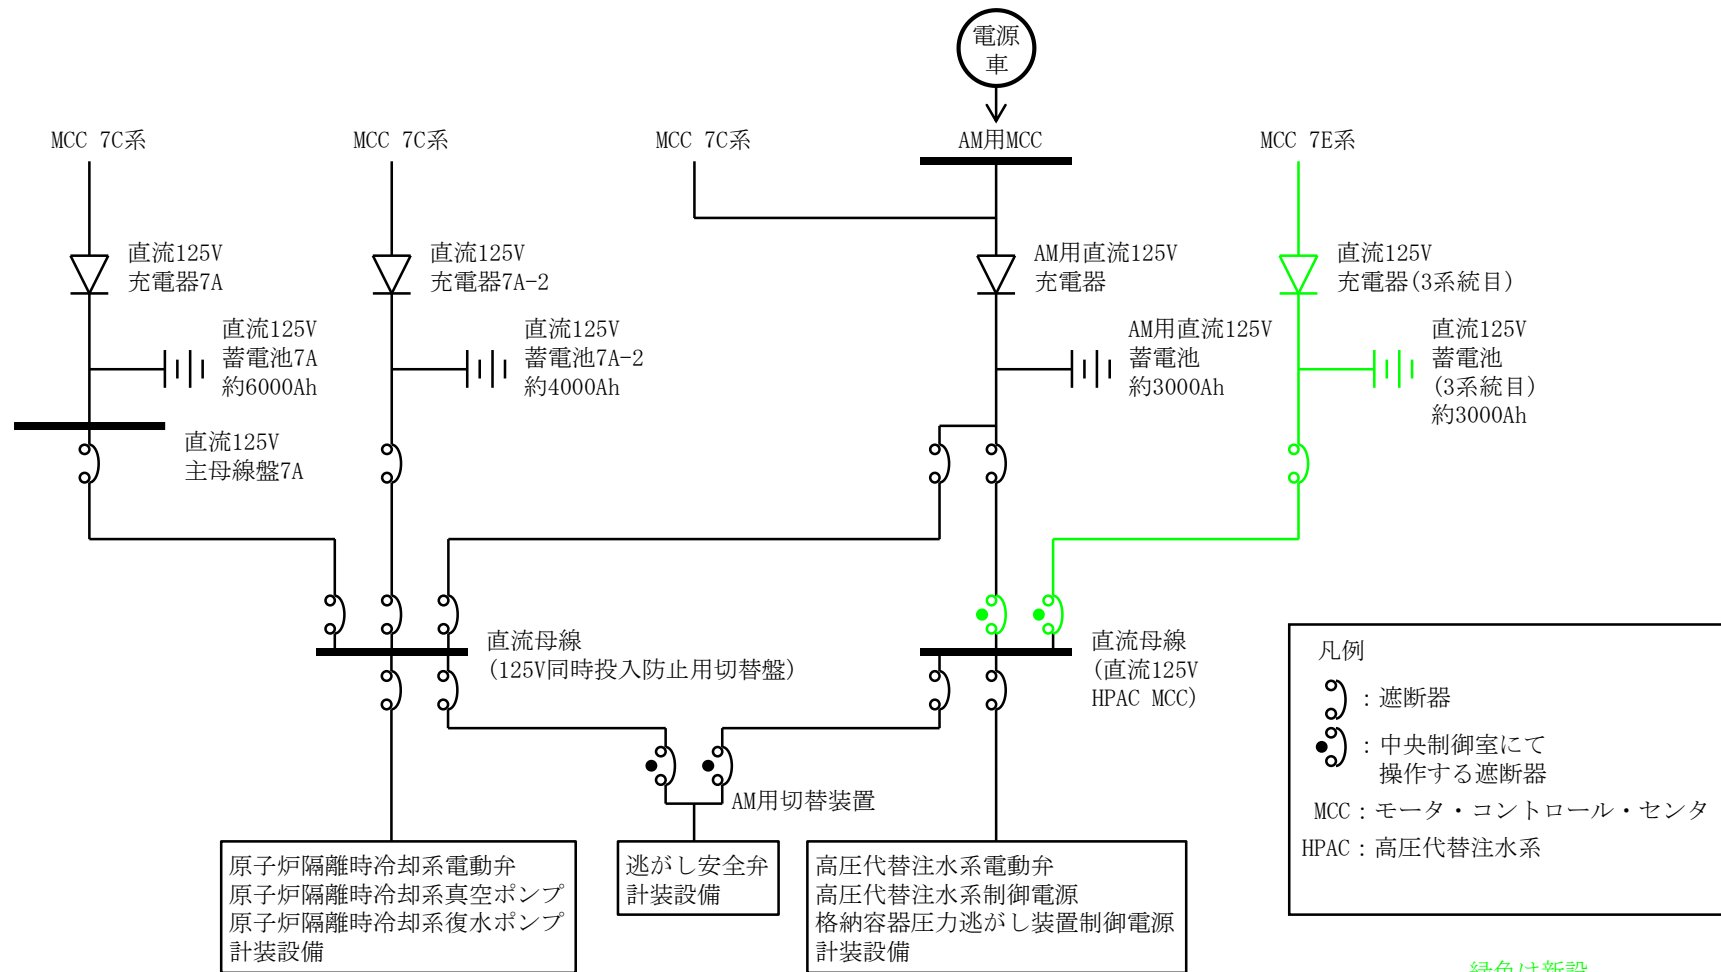 電源
車
MCC 7C系
MCC 7C系
MCC 7C系
AM用MCC
MCC 7E系
直流125V
充電器7A
直流125V
充電器7A-2
AM用直流125V
充電器
直流125V
充電器(3系統目)
直流125V
蓄電池7A
約6000Ah
直流125V
蓄電池7A-2
約4000Ah
AM用直流125V
蓄電池
約3000Ah
直流125V
蓄電池
(3系統目)
約3000Ah
直流125V
主母線盤7A
直流母線
(125V同時投入防止用切替盤)
直流母線
(直流125V
HPAC MCC)
AM用切替装置
原子炉隔離時冷却系電動弁
原子炉隔離時冷却系真空ポンプ
原子炉隔離時冷却系復水ポンプ
計装設備
逃がし安全弁
計装設備
高圧代替注水系電動弁
高圧代替注水系制御電源
格納容器圧力逃がし装置制御電源
計装設備
凡例
：遮断器
：中央制御室にて
操作する遮断器
MCC：モータ・コントロール・センタ
HPAC：高圧代替注水系
緑色は新設